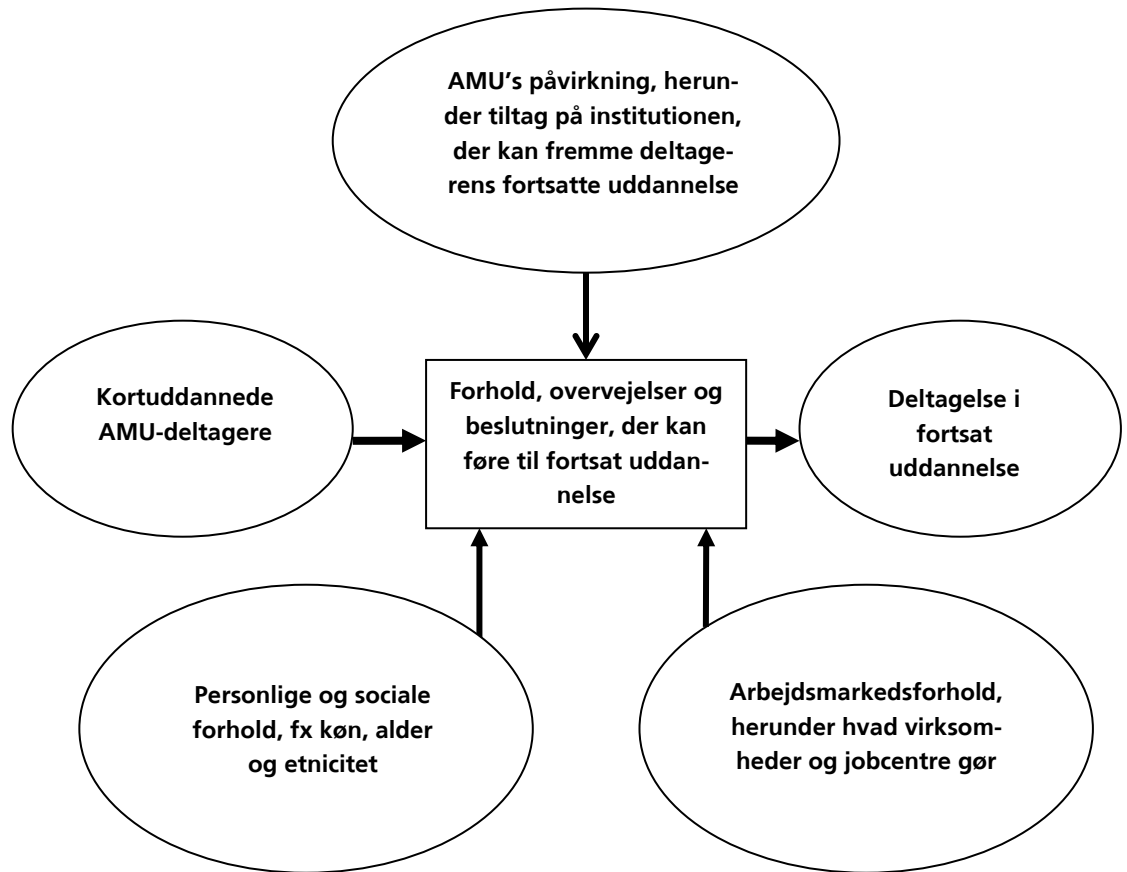 AMU’s påvirkning, herun-
der tiltag på institutionen,
der kan fremme deltage-
rens fortsatte uddannelse
Kortuddannede
AMU-deltagere
Forhold, overvejelser og
beslutninger, der kan
føre til fortsat uddan-
nelse
Deltagelse i
fortsat
uddannelse
Personlige og sociale
forhold, fx køn, alder
og etnicitet
Arbejdsmarkedsforhold,
herunder hvad virksom-
heder og jobcentre gør